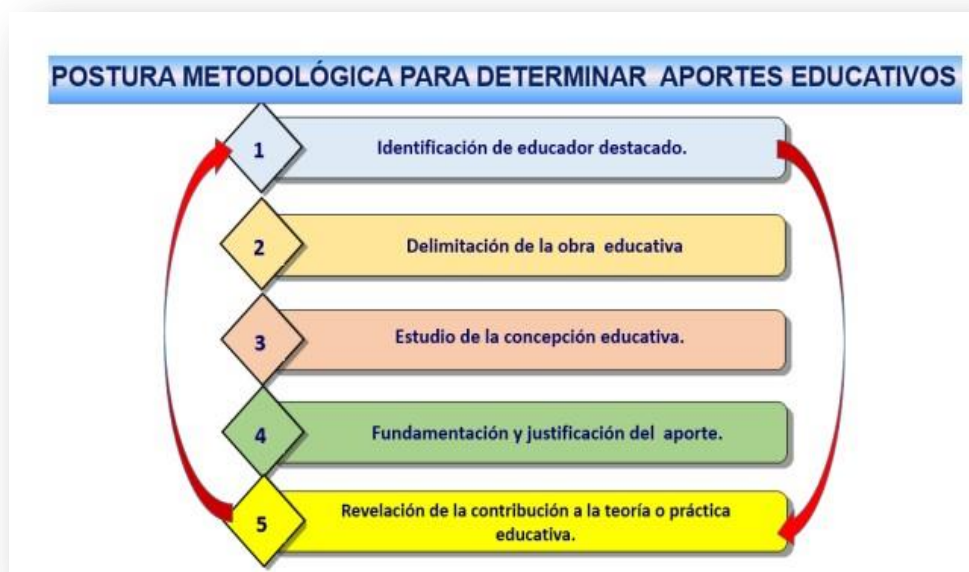 POSTURA METODOLÓGICA PARA DETERMINAR APORTES EDUCATIVOS
1
Identificación de educador destacado.
2
Delimitación de la obra educativa
3
Estudio de la concepción educativa.
4
Fundamentación y justificación del aporte.
5
Revelación de la contribución a la teoría o práctica
educativa.